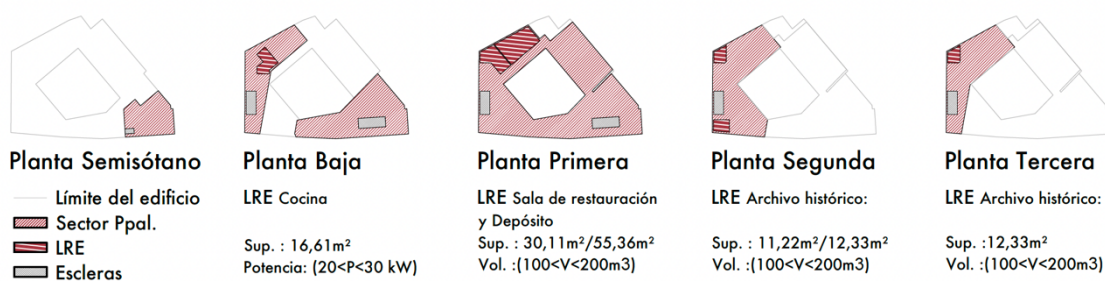 Planta Semisótano
Límite del edificio
Sector Ppal.
LRE
Escleras
Planta Baja
LRE Cocina
Sup. : 16,61m²
Potencia: (20<P<30 kW)
Planta Primera
LRE Sala de restauración
y Depósito
Sup. : 30,11m²/55,36m²
Vol. :(100<V<200m3)
Planta Segunda
LRE Archivo histórico:
Sup. : 11,22m²/12,33m²
Vol. :(100<V<200m3)
Planta Tercera
LRE Archivo histórico:
Sup. :12,33m²
Vol. :(100<V<200m3)